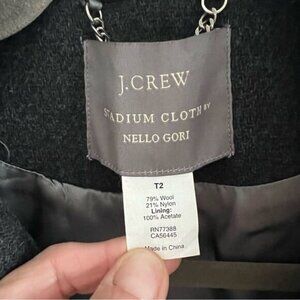 J.CREW
STADIUM CLOTH BY
NELLO GORI
T2
79% Wool
21% Nylon
Lining:
100% Acetate
RN77388
CA56445
Made in China